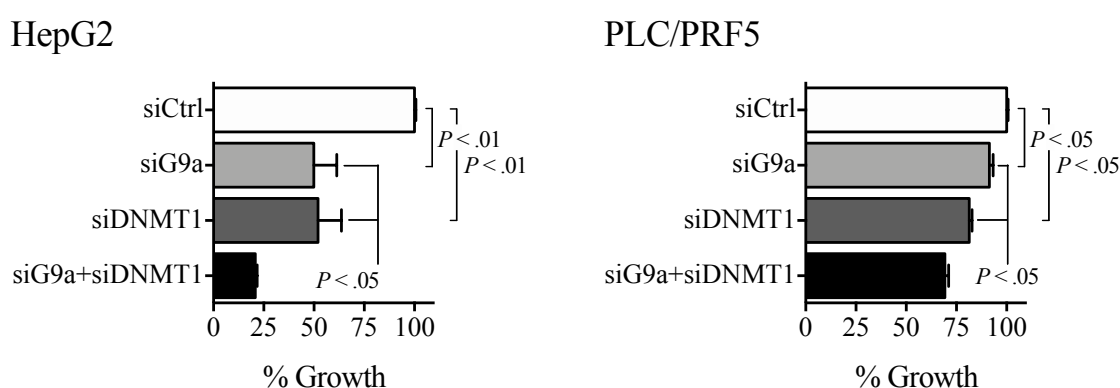 HepG2
siCtrl
siG9a
siDNMT1
siG9a+siDNMT1
P < .01
P < .01
P < .05
0 25 50 75 100
% Growth
PLC/PRF5
siCtrl
siG9a
siDNMT1
siG9a+siDNMT1
P < .05
P < .05
P < .05
0 25 50 75 100
% Growth